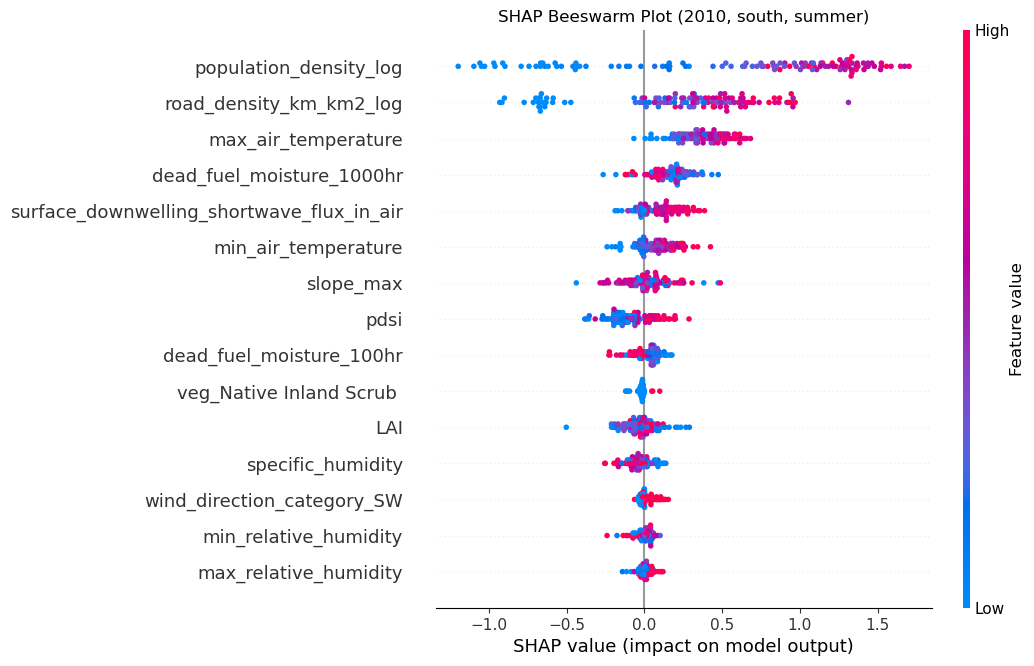 SHAP Beeswarm Plot (2010, south, summer)
High
population_density_log
road_density_km_km2_log
max_air_temperature
dead_fuel_moisture_1000hr
surface_downwelling_shortwave_flux_in_air
min_air_temperature
slope_max
pdsi
dead_fuel_moisture_100hr
veg_Native Inland Scrub
LAI
specific_humidity
wind_direction_category_SW
min_relative_humidity
max_relative_humidity
Feature value
Low
−1.0 −0.5 0.0 0.5 1.0 1.5
SHAP value (impact on model output)